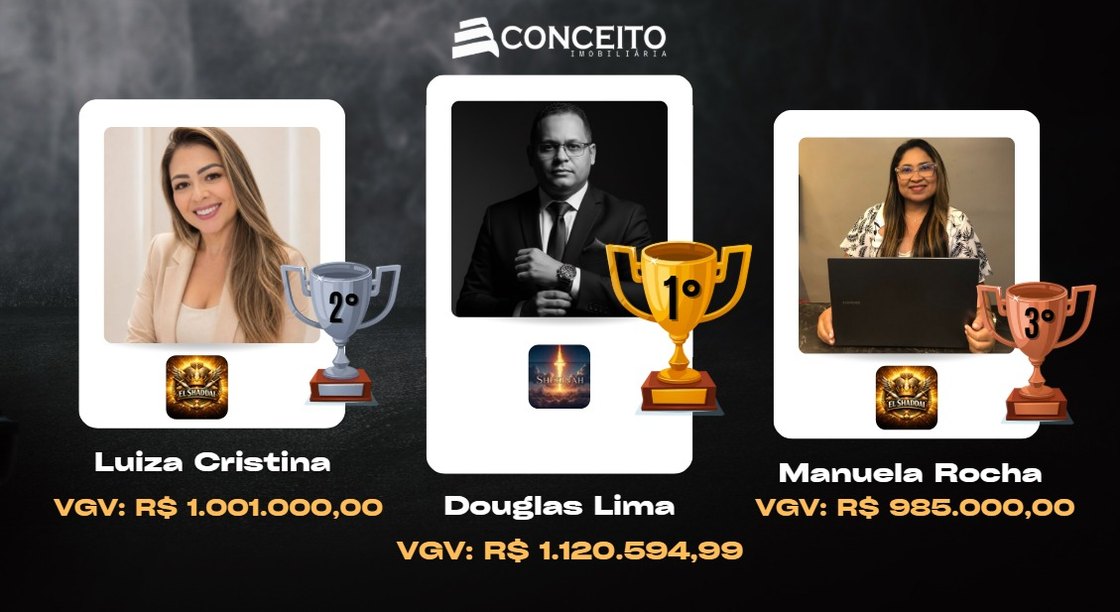 CONCEITO
IMOBILIÁRIA
2º
1º
3º
EL SHADDAI
SHEKINAH
EL SHADDAI
Luiza Cristina
VGV: R$ 1.001.000,00
Douglas Lima
VGV: R$ 1.120.594,99
Manuela Rocha
VGV: R$ 985.000,00